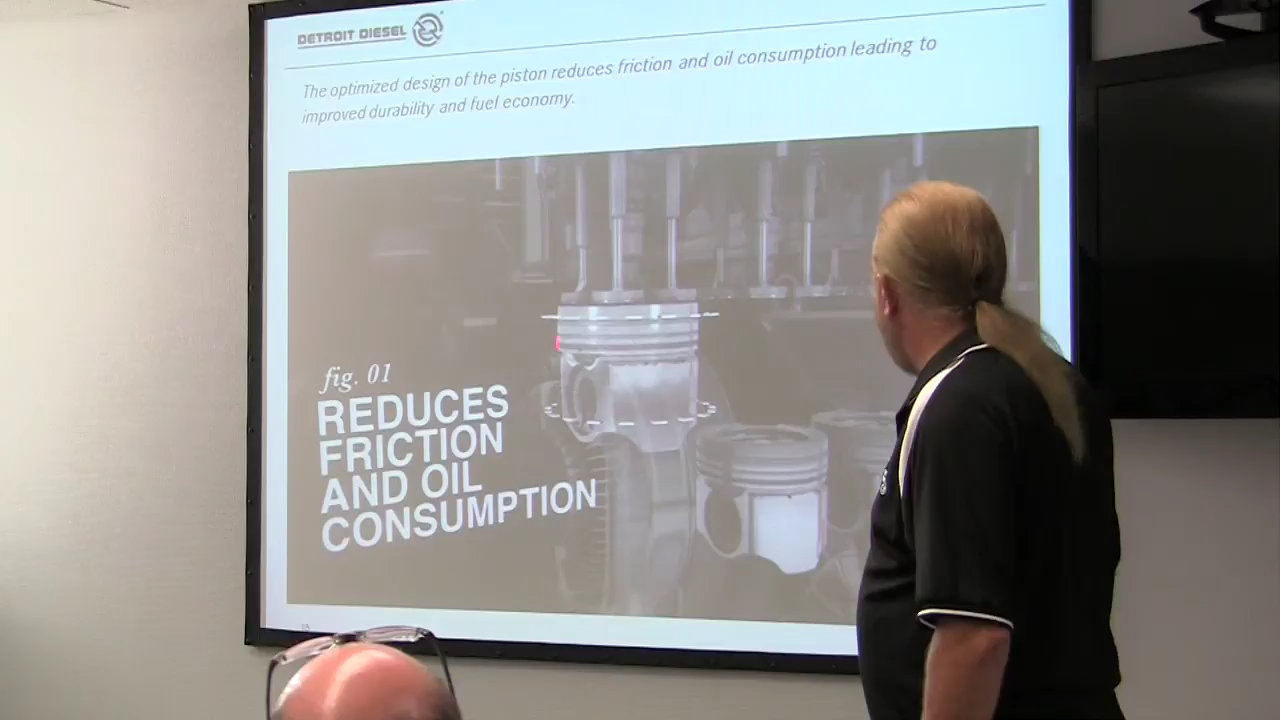 DETROIT DIESEL
The optimized design of the piston reduces friction and oil consumption leading to
improved durability and fuel economy.
fig. 01
REDUCES
FRICTION
AND OIL
CONSUMPTION